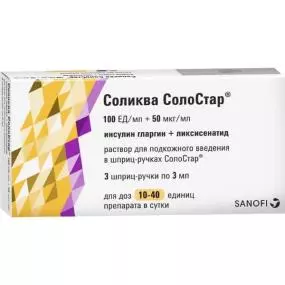 Соликва СолоСтар®
100 ЕД/мл + 50 мкг/мл
инсулин гларгин + ликсисенатид
раствор для подкожного введения
в шприц-ручках СолоСтар®
3 шприц-ручки по 3 мл
для доз 10-40 единиц
препарата в сутки
SANOFI